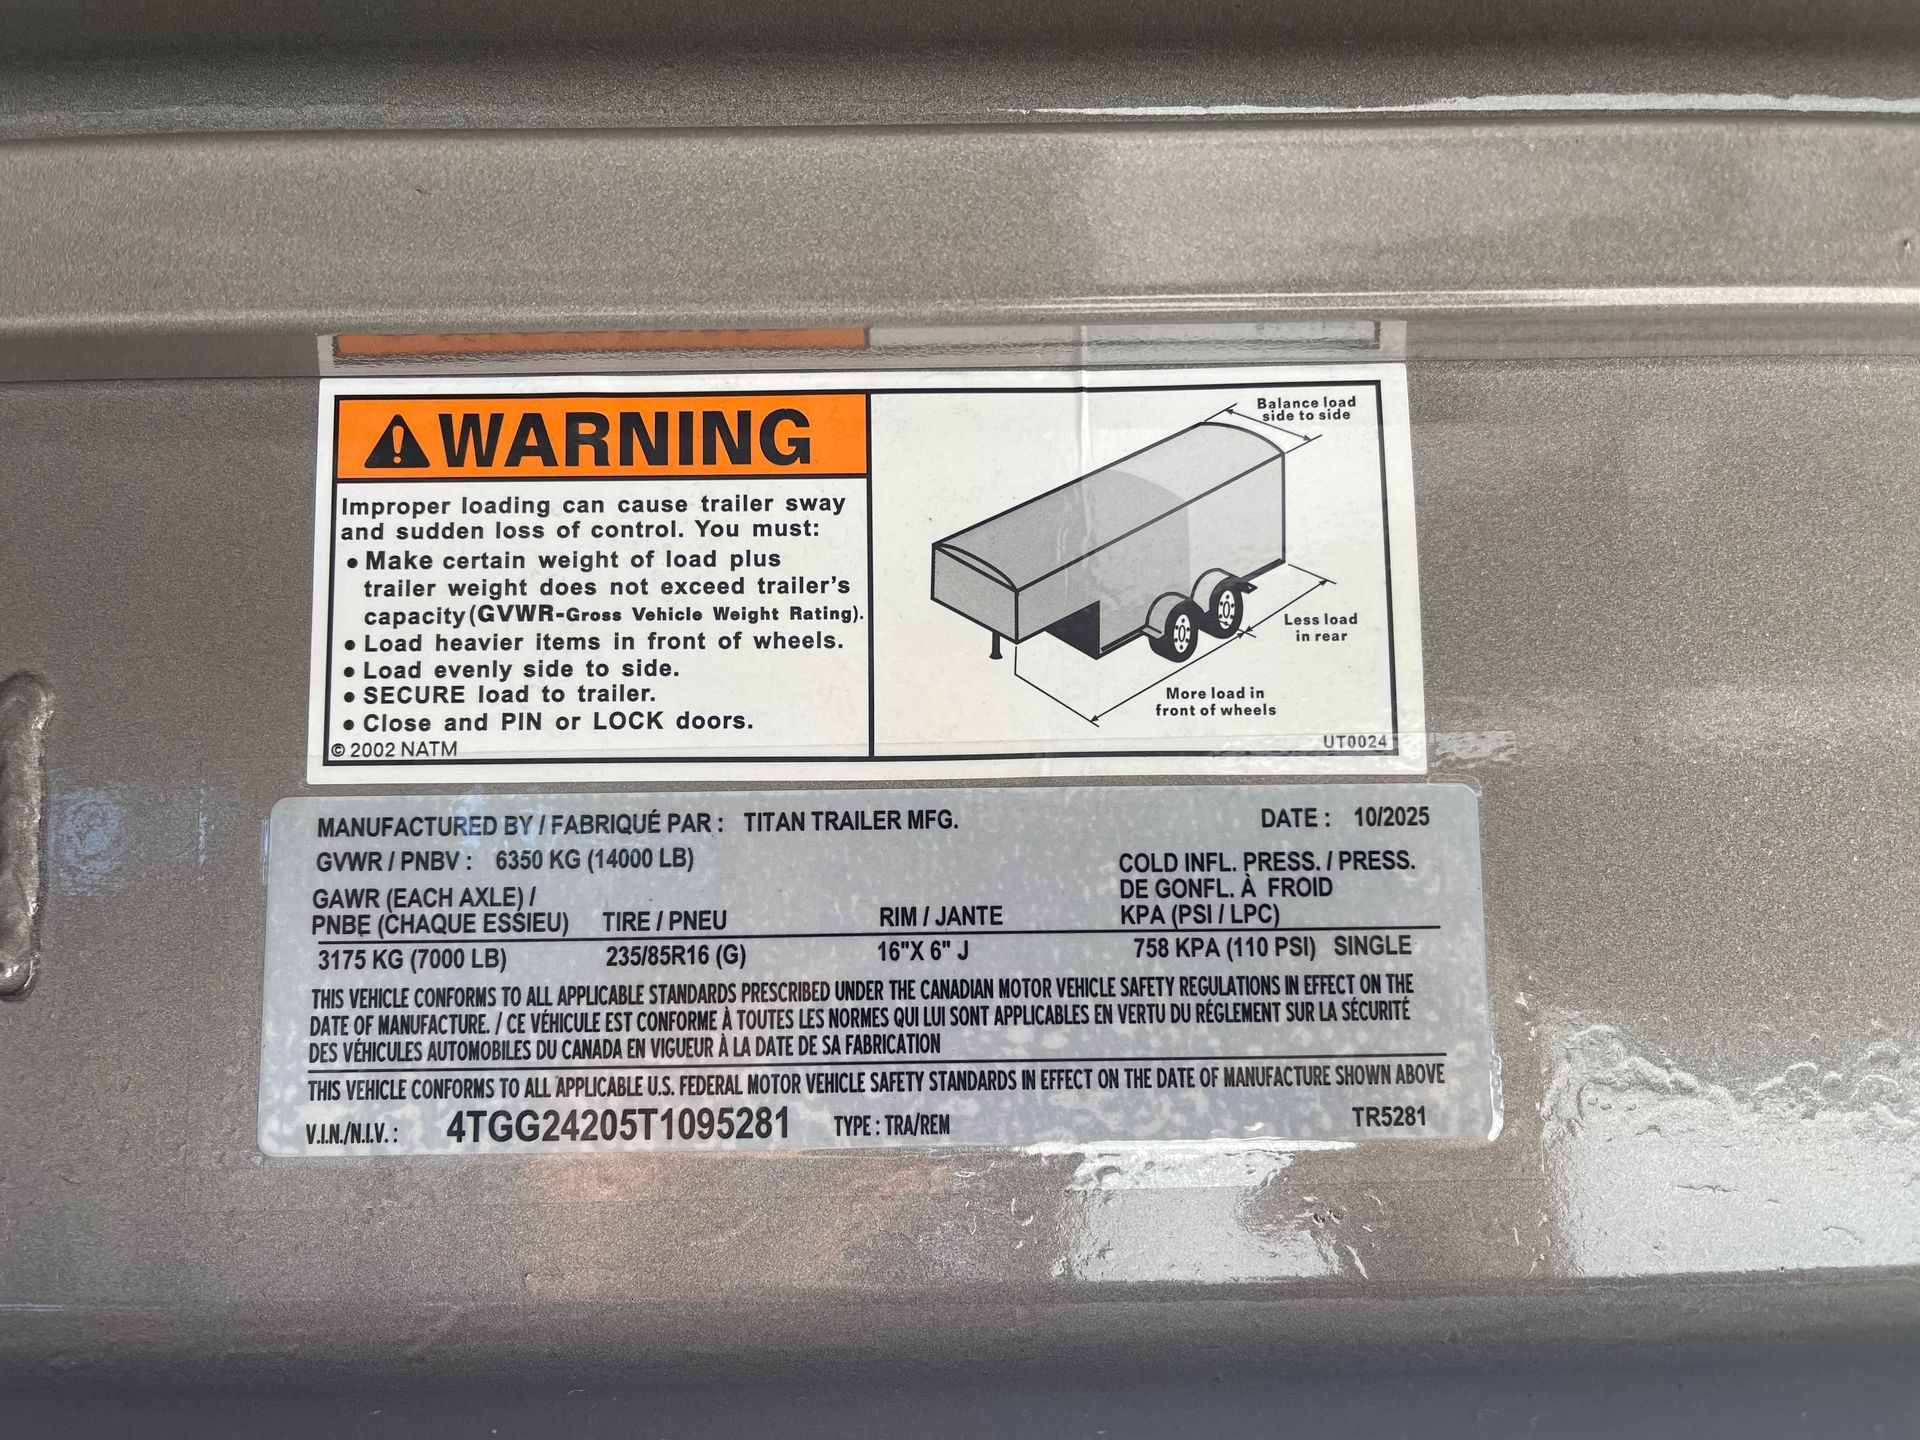 WARNING
Improper loading can cause trailer sway
and sudden loss of control. You must:
• Make certain weight of load plus
trailer weight does not exceed trailer's
capacity (GVWR-Gross Vehicle Weight Rating).
• Load heavier items in front of wheels.
• Load evenly side to side.
• SECURE load to trailer.
• Close and PIN or LOCK doors.
© 2002 NATM
Balance load
side to side
Less load
in rear
More load in
front of wheels
UT0024
MANUFACTURED BY / FABRIQUÉ PAR : TITAN TRAILER MFG. DATE : 10/2025
GVWR / PNBV : 6350 KG (14000 LB)
GAWR (EACH AXLE) /
PNBE (CHAQUE ESSIEU) TIRE / PNEU RIM / JANTE
COLD INFL. PRESS. / PRESS.
DE GONFL. À FROID
KPA (PSI / LPC)
3175 KG (7000 LB) 235/85R16 (G) 16"X 6" J 758 KPA (110 PSI) SINGLE
THIS VEHICLE CONFORMS TO ALL APPLICABLE STANDARDS PRESCRIBED UNDER THE CANADIAN MOTOR VEHICLE SAFETY REGULATIONS IN EFFECT ON THE
DATE OF MANUFACTURE. / CE VÉHICULE EST CONFORME À TOUTES LES NORMES QUI LUI SONT APPLICABLES EN VERTU DU RÉGLEMENT SUR LA SÉCURITÉ
DES VÉHICULES AUTOMOBILES DU CANADA EN VIGUEUR À LA DATE DE SA FABRICATION
THIS VEHICLE CONFORMS TO ALL APPLICABLE U.S. FEDERAL MOTOR VEHICLE SAFETY STANDARDS IN EFFECT ON THE DATE OF MANUFACTURE SHOWN ABOVE
V.I.N./N.I.V.: 4TGG24205T1095281 TYPE : TRA/REM TR5281